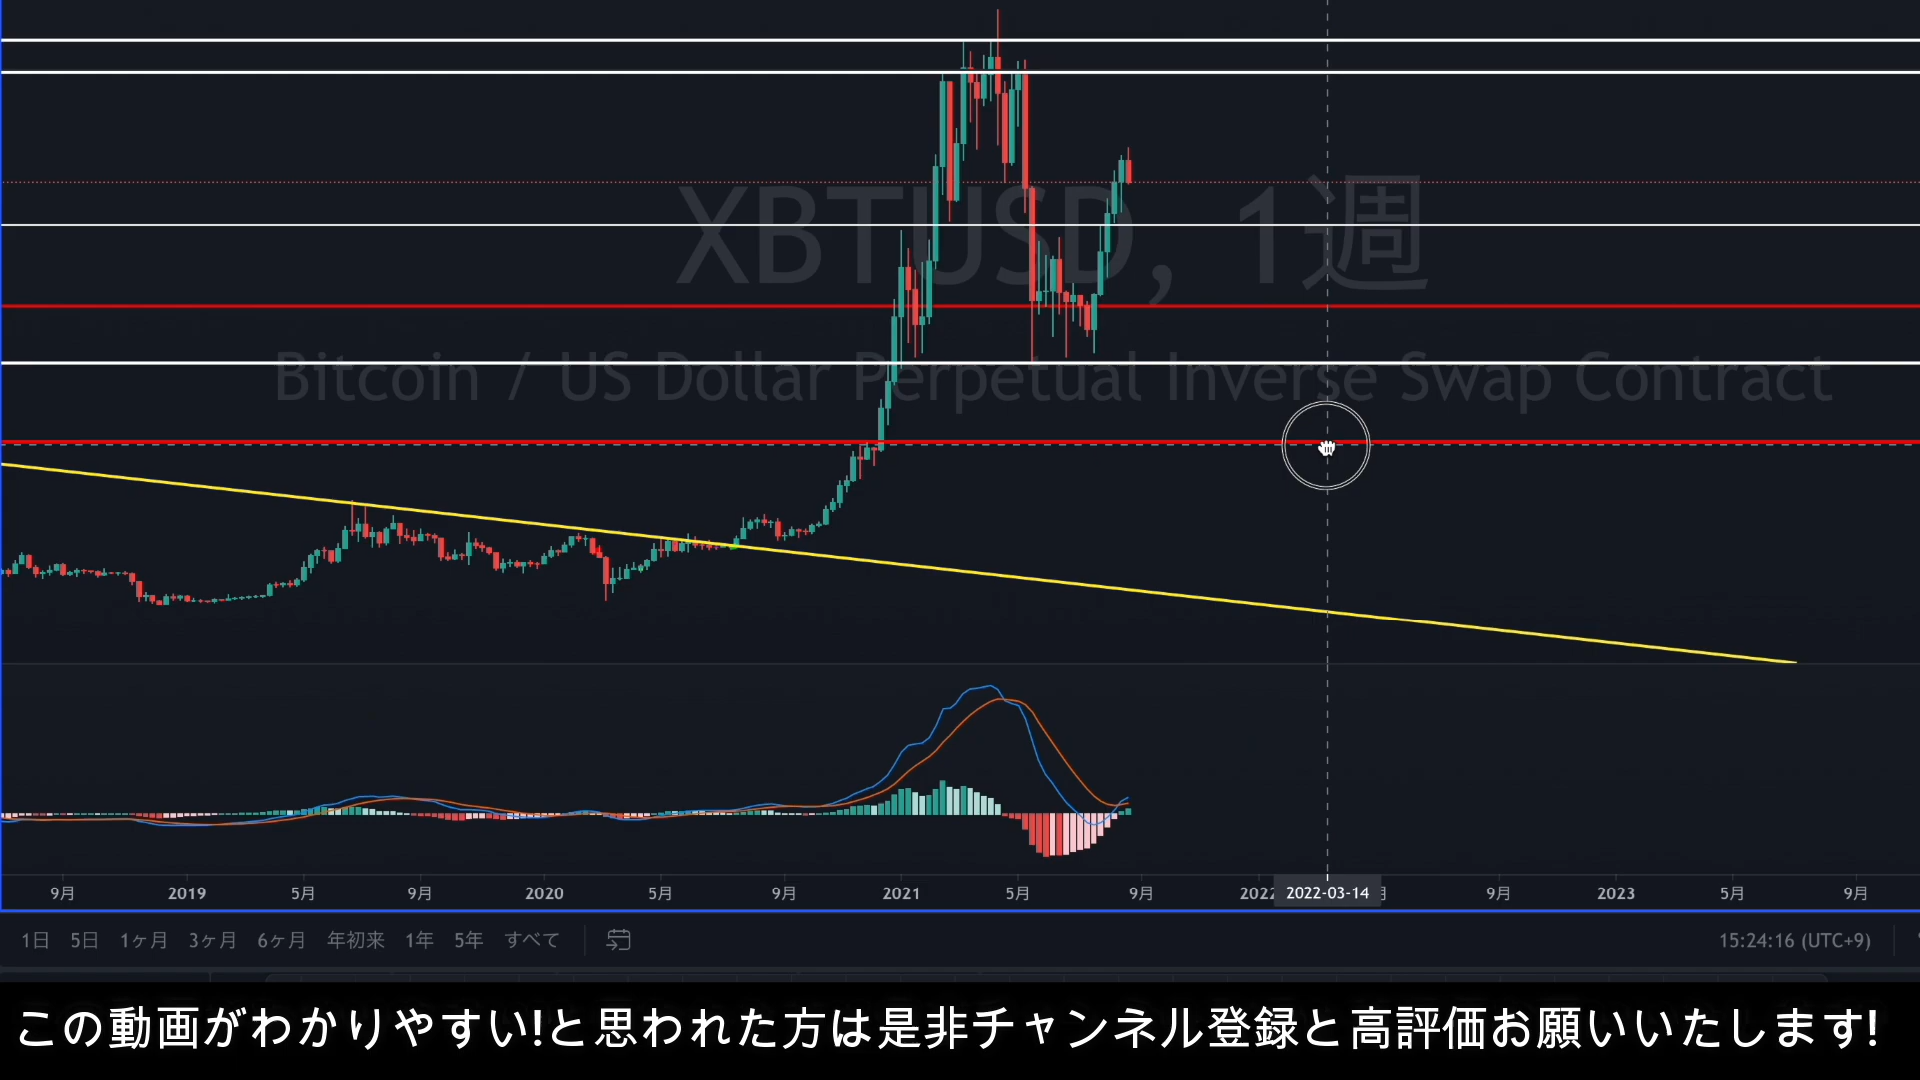 XBTUSD, 1週
Bitcoin / US Dollar Perpetual Inverse Swap Contract
9月 2019 5月 9月 2020 5月 9月 2021 5月 9月 2022 2022-03-14 月 9月 2023 5月 9月
1日 5日 1ヶ月 3ヶ月 6ヶ月 年初来 1年 5年 すべて 15:24:16 (UTC+9)
この動画がわかりやすい!と思われた方は是非チャンネル登録と高評価お願いいたします!